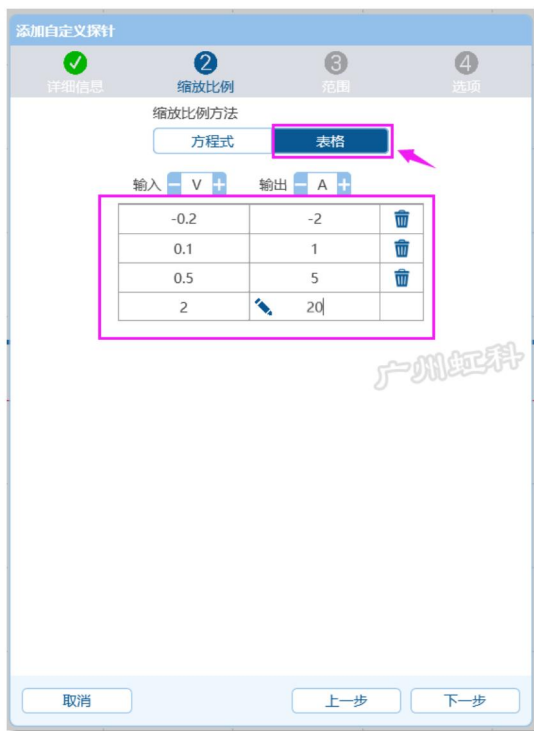 添加自定义探针
2 3 4
详细信息 缩放比例 范围 选项
缩放比例方法
方程式 表格
输入 - V + 输出 - A +
-0.2 -2
0.1 1
0.5 5
2 20
广州虹科
取消 上一步 下一步